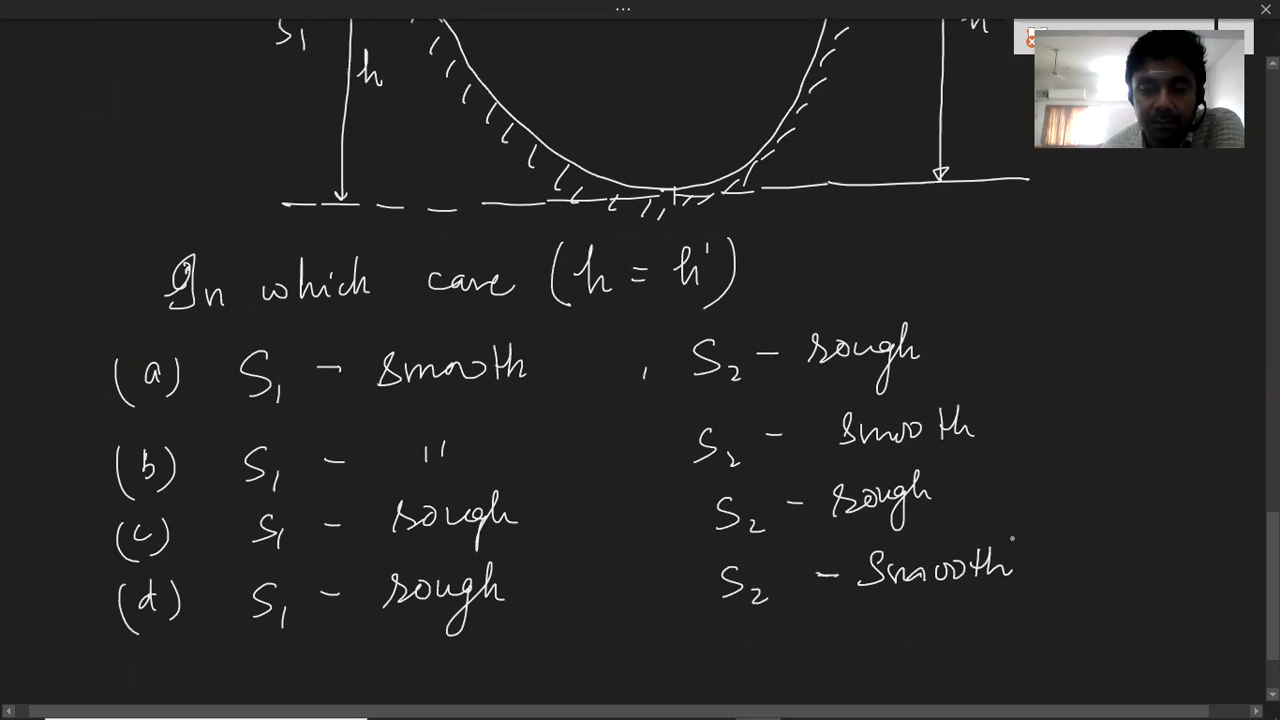 S1 h
In which case (h = h')
(a) S1 - smooth , S2 - rough
(b) S1 - " S2 - smooth
(c) S1 - rough S2 - rough
(d) S1 - rough S2 - smooth